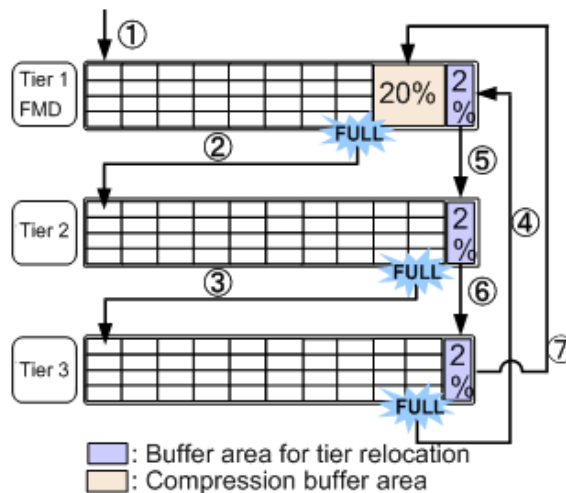 ①
Tier 1
FMD
20%
2
%
FULL
②
⑤
④
Tier 2
2
%
FULL
③
⑥
⑦
Tier 3
2
%
FULL
: Buffer area for tier relocation
: Compression buffer area